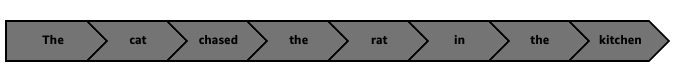 The cat chased the rat in the kitchen